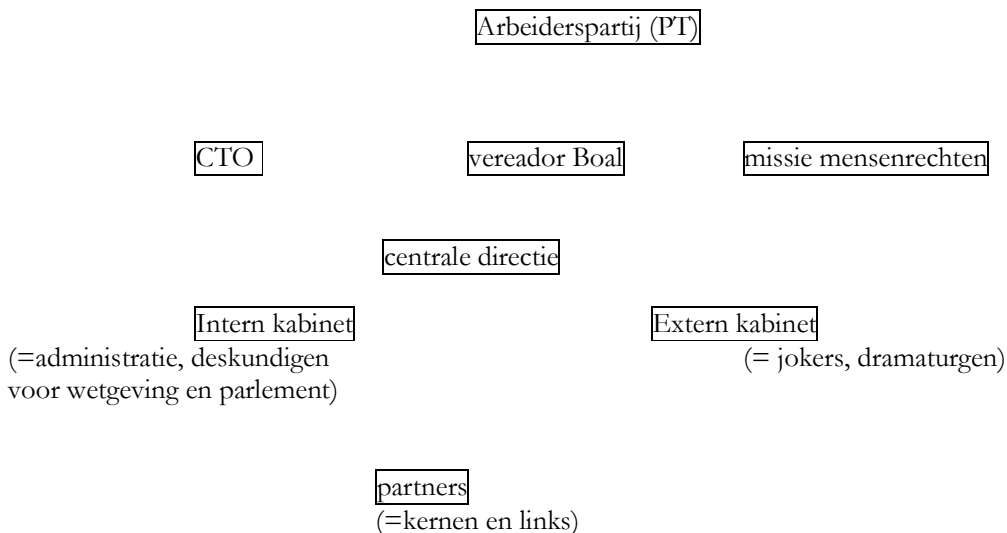 Arbeiderspartij (PT)
CTO vereador Boal missie mensenrechten
centrale directie
Intern kabinet Extern kabinet
(=administratie, deskundigen (= jokers, dramaturgen)
voor wetgeving en parlement)
partners
(=kernen en links)